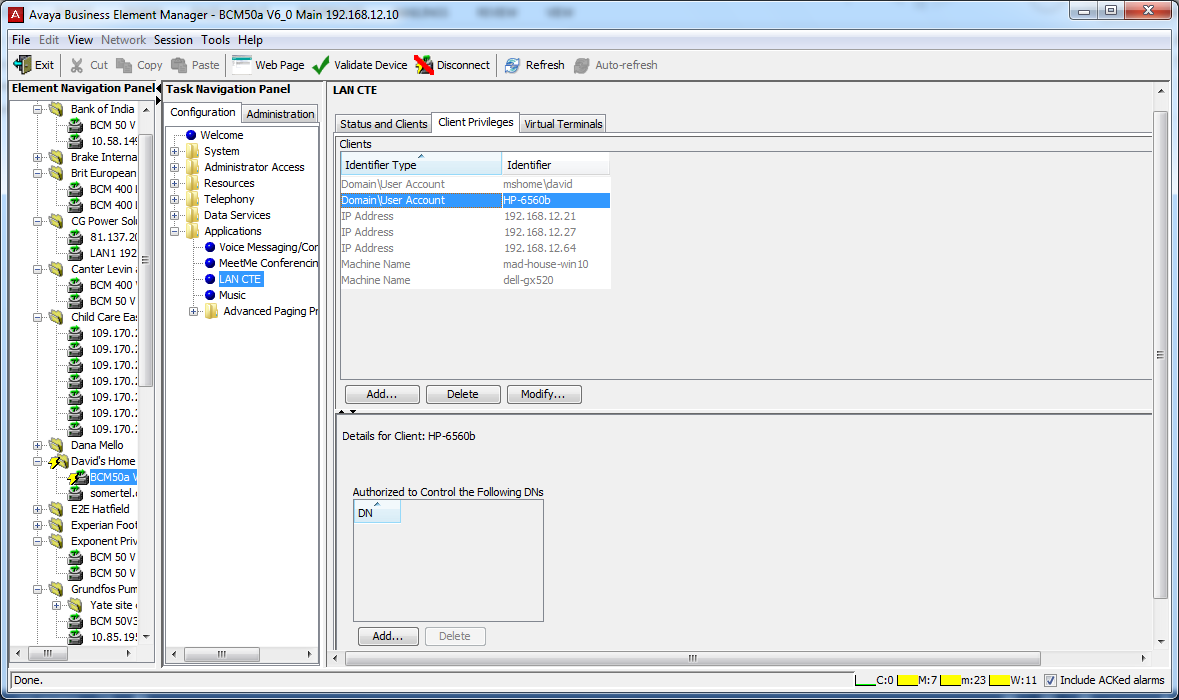 Avaya Business Element Manager - BCM50a V6_0 Main 192.168.12.10
File Edit View Network Session Tools Help
Exit Cut Copy Paste Web Page Validate Device Disconnect Refresh Auto-refresh
Element Navigation Panel
Bank of India
BCM 50 V
10.58.149
Brake Interna
Brit European
BCM 400
BCM 400
CG Power Solu
81.137.20
LAN1 192
Canter Levin
BCM 400
BCM 50 V
Child Care Eas
109.170.2
109.170.2
109.170.2
109.170.2
109.170.2
109.170.2
109.170.2
Dana Mello
David's Home
BCM50a V
somertel.
E2E Hatfield
Experian Foot
Exponent Priv
BCM 50 V
BCM 50 V
Grundfos Pum
Yate site
BCM 50V3
10.85.195
Task Navigation Panel
Configuration Administration
Welcome
System
Administrator Access
Resources
Telephony
Data Services
Applications
Voice Messaging/Con
MeetMe Conferencin
LAN CTE
Music
Advanced Paging Pr
LAN CTE
Status and Clients Client Privileges Virtual Terminals
Clients
Identifier Type Identifier
Domain\User Account mshome\david
Domain\User Account HP-6560b
IP Address 192.168.12.21
IP Address 192.168.12.27
IP Address 192.168.12.64
Machine Name mad-house-win10
Machine Name dell-gx520
Add... Delete Modify...
Details for Client: HP-6560b
Authorized to Control the Following DNs
DN
Add... Delete
Done. C:0 M:7 m:23 W:11 Include ACKed alarms